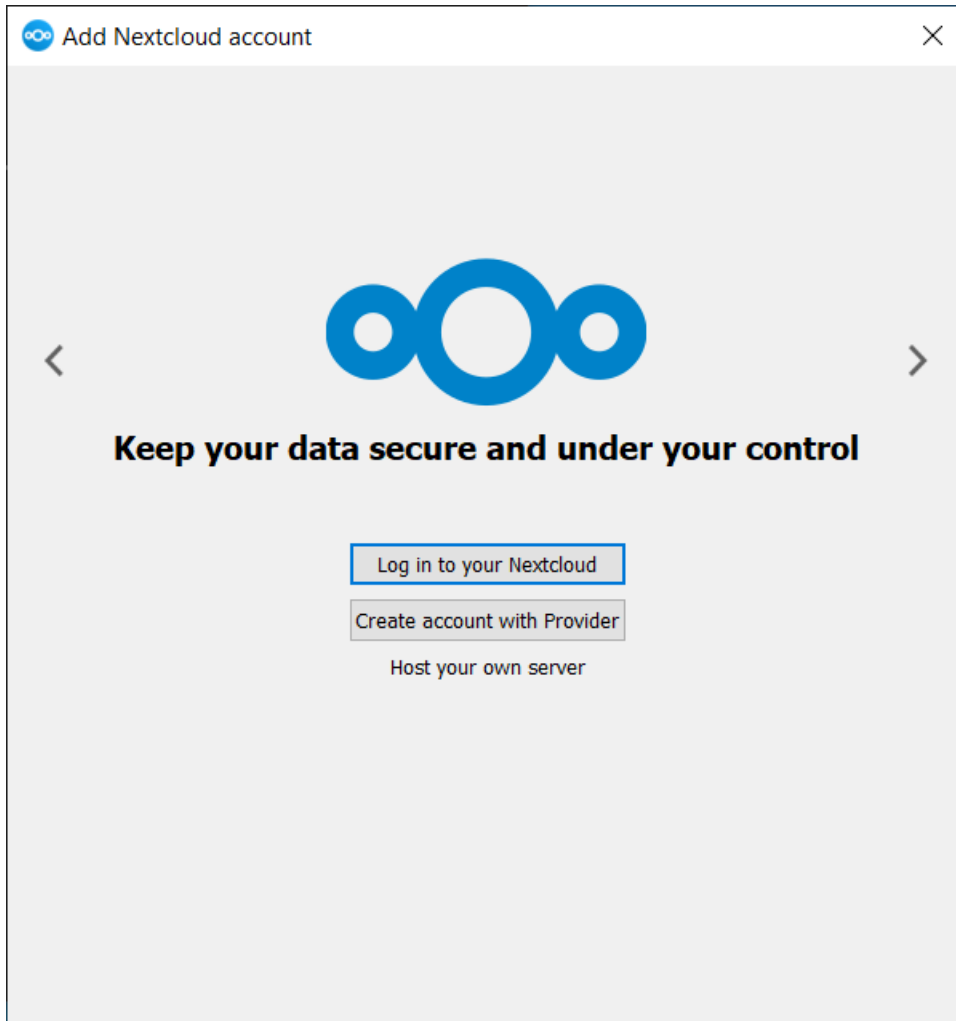 Add Nextcloud account
Keep your data secure and under your control
Log in to your Nextcloud
Create account with Provider
Host your own server